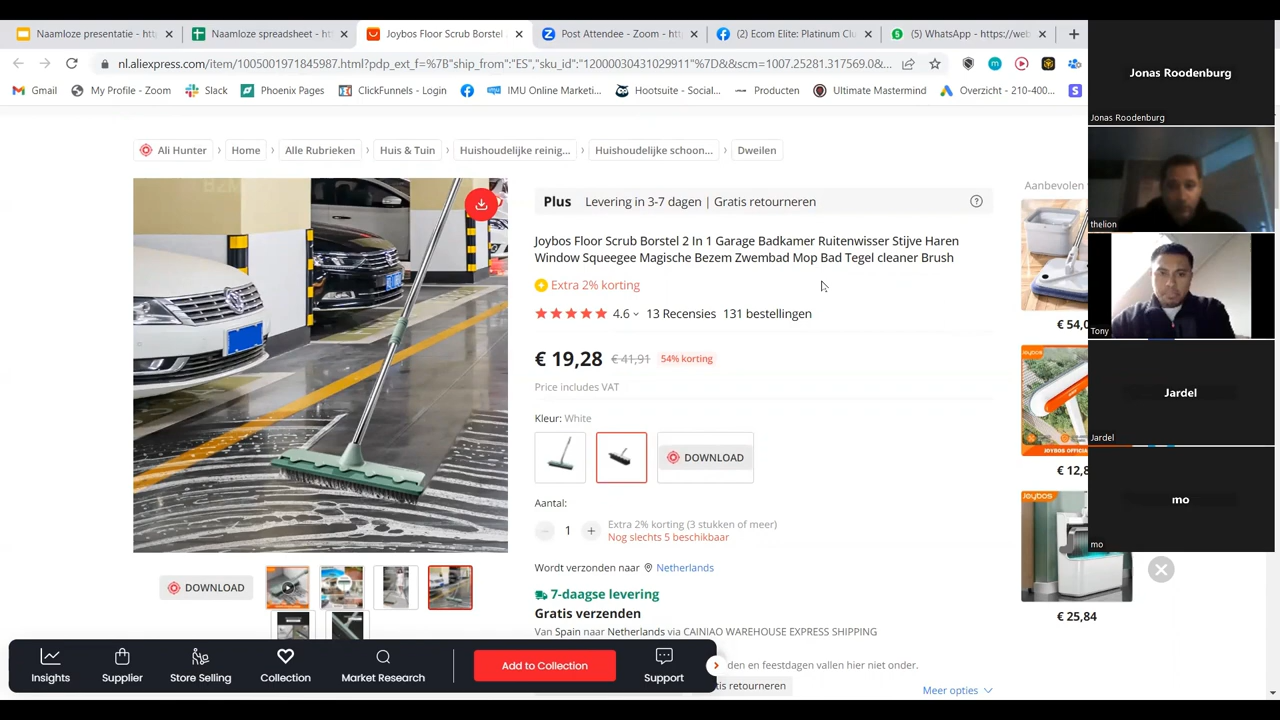 Naamloze presentatie - htt
Naamloze spreadsheet - htt
Joybos Floor Scrub Borstel
Post Attendee - Zoom - htt
(2) Ecom Elite: Platinum Clu
(5) WhatsApp - https://web
nl.aliexpress.com/item/1005001971845987.html?pdp_ext_f=%7B"ship_from":"ES","sku_id":"12000030431029911"%7D&&scm=1007.25281.317569.0&...
Gmail
My Profile - Zoom
Slack
Phoenix Pages
ClickFunnels - Login
IMU Online Marketi...
Hootsuite - Social...
Producten
Ultimate Mastermind
Overzicht - 210-400...
Ali Hunter
Home
Alle Rubrieken
Huis & Tuin
Huishoudelijke reinig...
Huishoudelijke schoon...
Dweilen
Plus Levering in 3-7 dagen | Gratis retourneren
Joybos Floor Scrub Borstel 2 In 1 Garage Badkamer Ruitenwisser Stijve Haren
Window Squeegee Magische Bezem Zwembad Mop Bad Tegel cleaner Brush
Extra 2% korting
4.6 13 Recensies 131 bestellingen
€ 19,28 € 41,91 54% korting
Price includes VAT
Kleur: White
DOWNLOAD
Aantal:
1
Extra 2% korting (3 stukken of meer)
Nog slechts 5 beschikbaar
Wordt verzonden naar Netherlands
7-daagse levering
Gratis verzenden
Van Spain naar Netherlands via CAINIAO WAREHOUSE EXPRESS SHIPPING
den en feestdagen vallen hier niet onder.
tis retourneren
Meer opties
DOWNLOAD
Insights
Supplier
Store Selling
Collection
Market Research
Add to Collection
Support
Aanbevolen
€ 54,0
Joybos
JOYBOS OFFICIA
€ 12,8
Joybos
€ 25,84
Jonas Roodenburg
Jonas Roodenburg
thelion
Tony
Jardel
Jardel
mo
mo